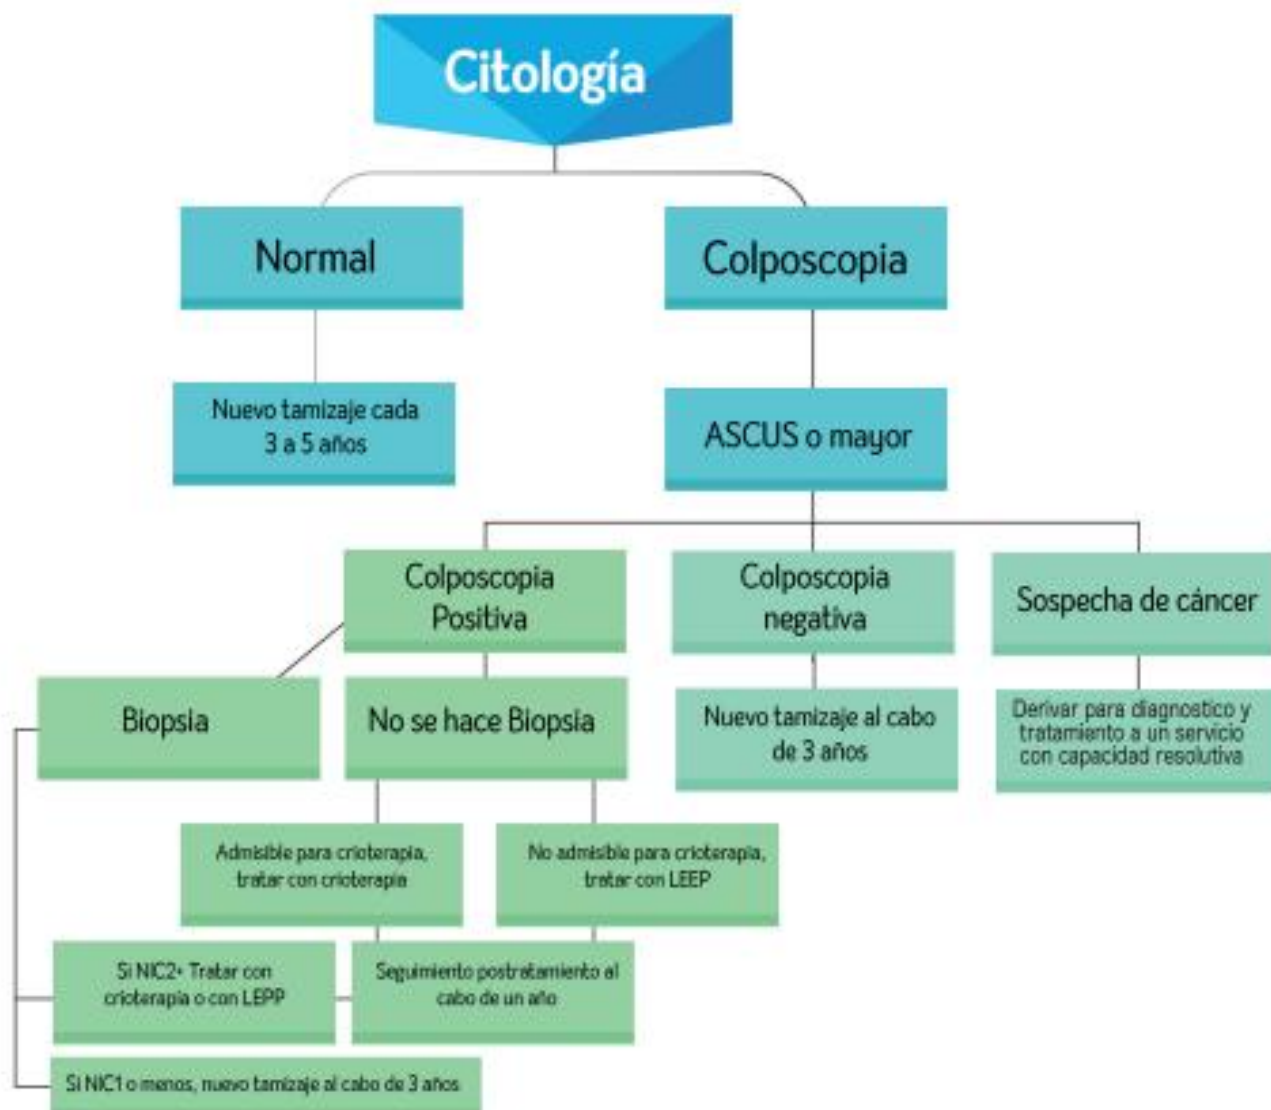 Citología
Normal
Colposcopia
Nuevo tamizaje cada
3 a 5 años
ASCUS o mayor
Colposcopia
Positiva
Colposcopia
negativa
Sospecha de cáncer
Biopsia
No se hace Biopsia
Nuevo tamizaje al cabo
de 3 años
Derivar para diagnostico y
tratamiento a un servicio
con capacidad resolutiva
Admisible para crioterapia,
tratar con crioterapia
No admisible para crioterapia,
tratar con LEEP
Si NIC2+ Tratar con
crioterapia o con LEPP
Seguimiento postratamiento al
cabo de un año
Si NIC1 o menos, nuevo tamizaje al cabo de 3 años